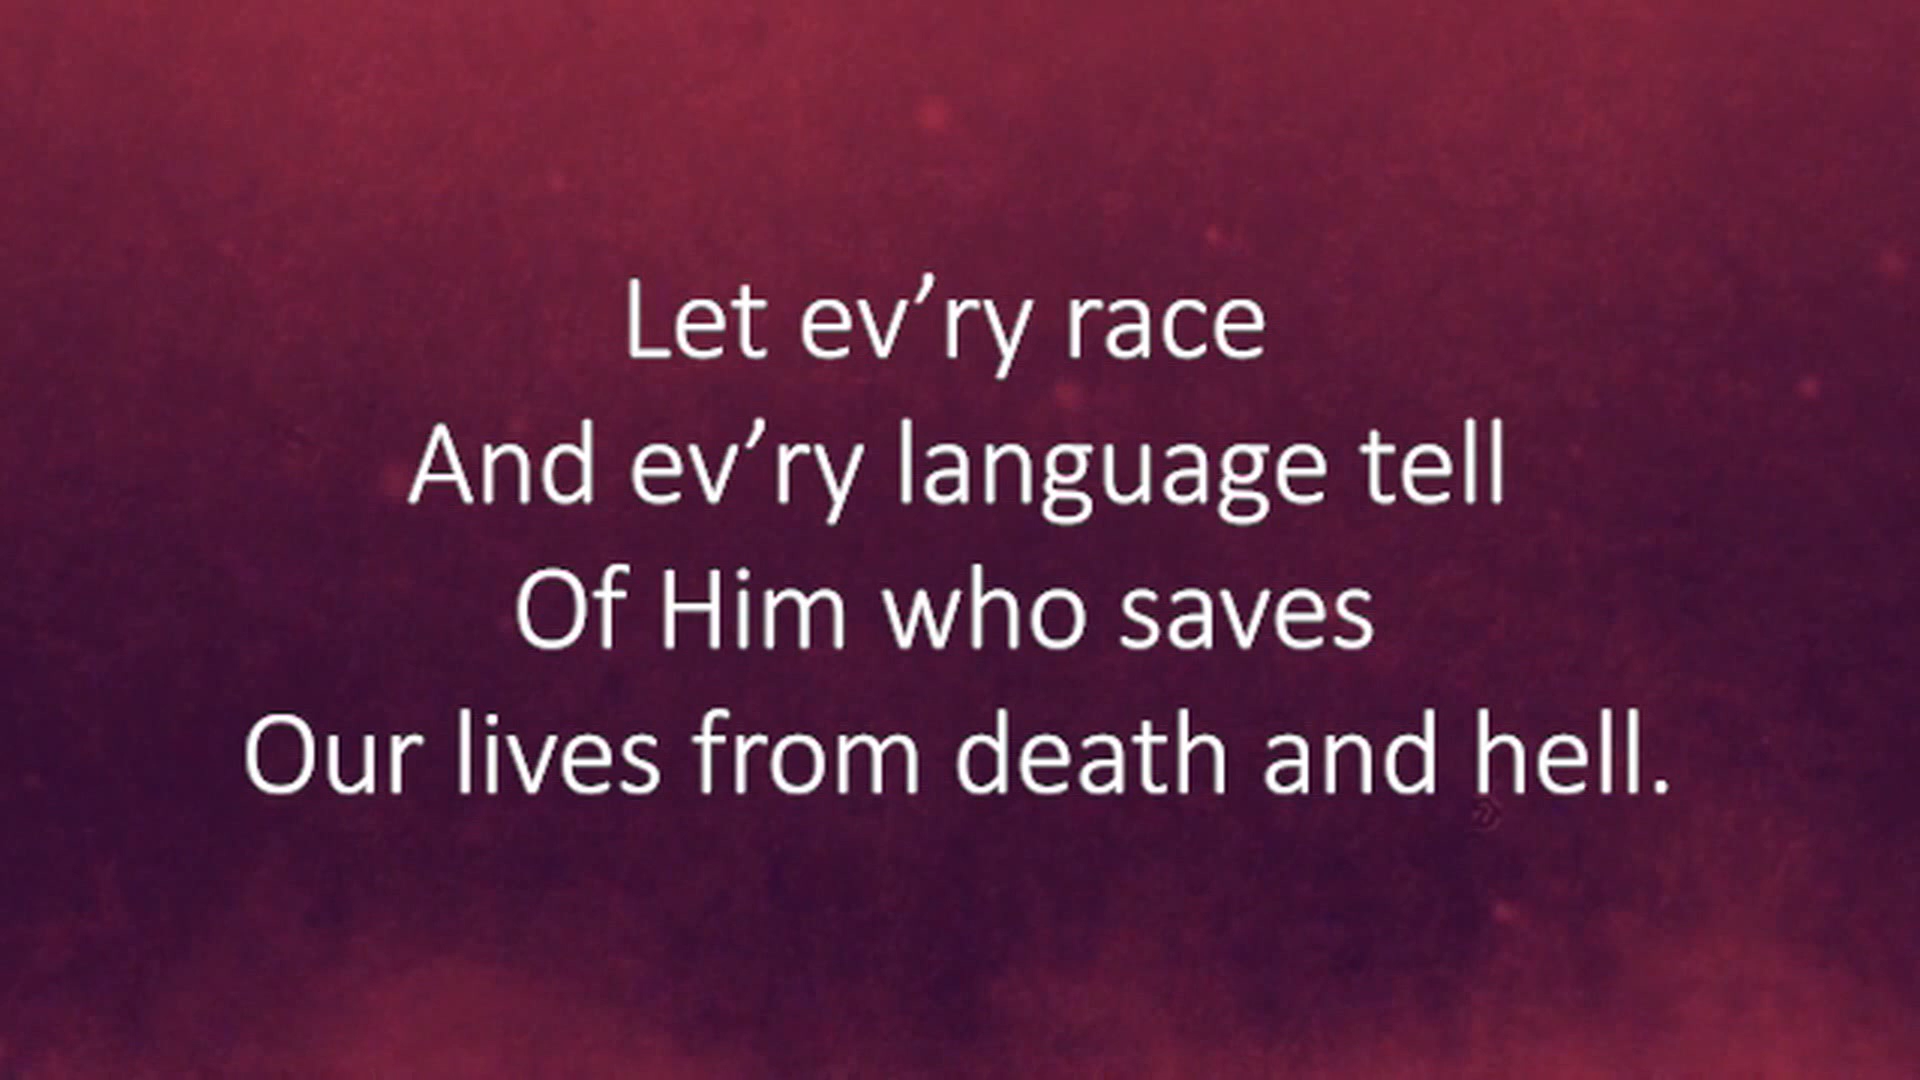 Let ev’ry race
And ev’ry language tell
Of Him who saves
Our lives from death and hell.